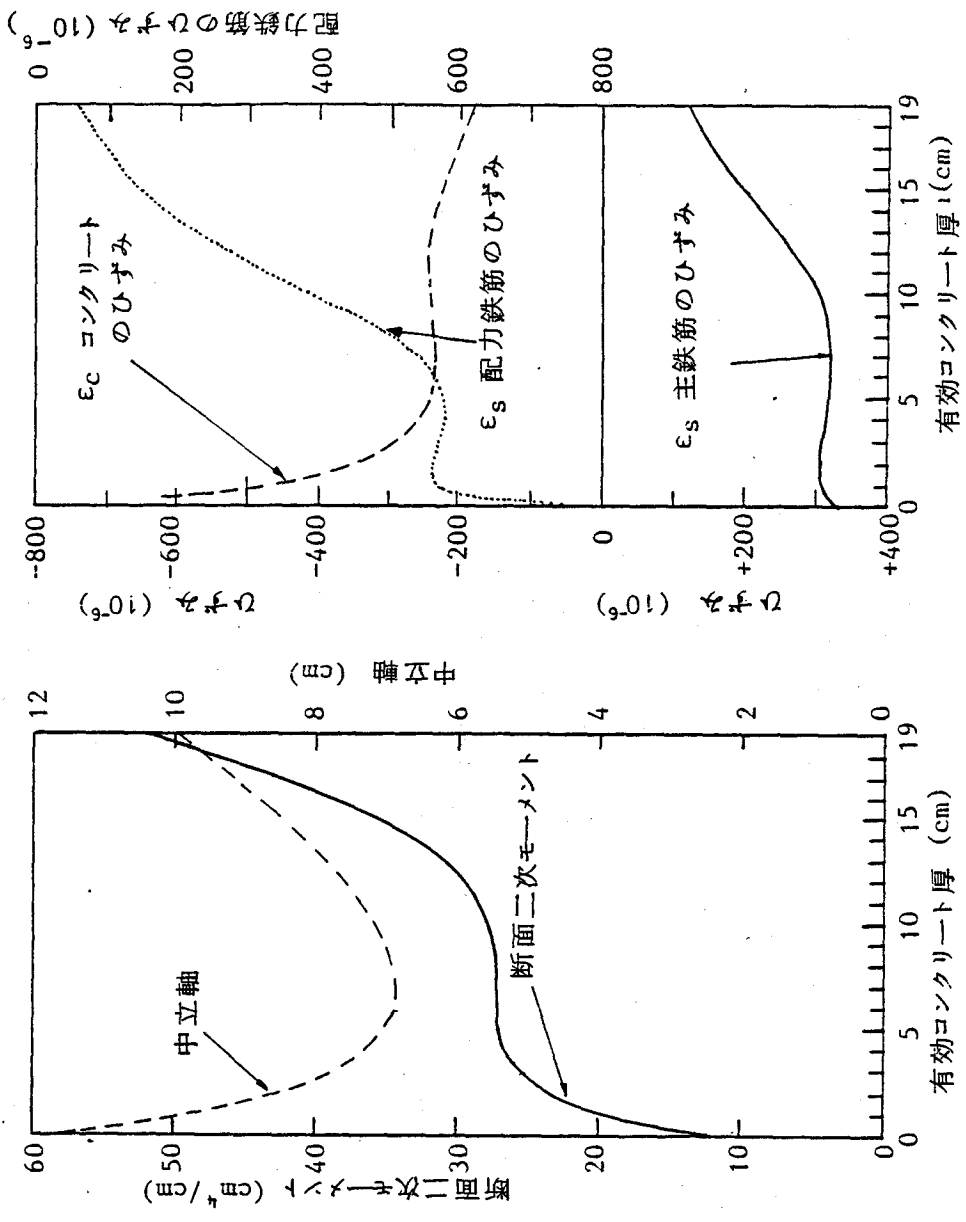 断面二次モーメント (cm⁴/cm)
60
50
40
30
20
10
0
中立軸 (cm)
12
10
8
6
4
2
0
中立軸
断面二次モーメント
0
5
10
15
19
有効コンクリート厚 (cm)
ひずみ (10⁻⁶)
-800
-600
-400
-200
0
ひずみ (10⁻⁶)
+200
+400
配力鉄筋のひずみ (10⁻⁶)
0
200
400
600
800
εc コンクリート
のひずみ
εs 配力鉄筋のひずみ
εs 主鉄筋のひずみ
0
5
10
15
19
有効コンクリート厚 (cm)